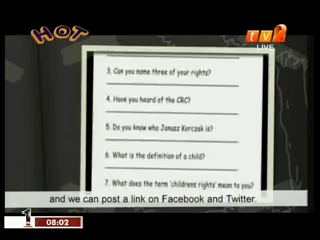 HOT
tv
LIVE
3. Can you name three of your rights?
4. Have you heard of the CRC?
5. Do you know who Janusz Korczak is?
6. What is the definition of a child?
7. What does the term 'childrens rights' mean to you?
and we can post a link on Facebook and Twitter.
1
08:02